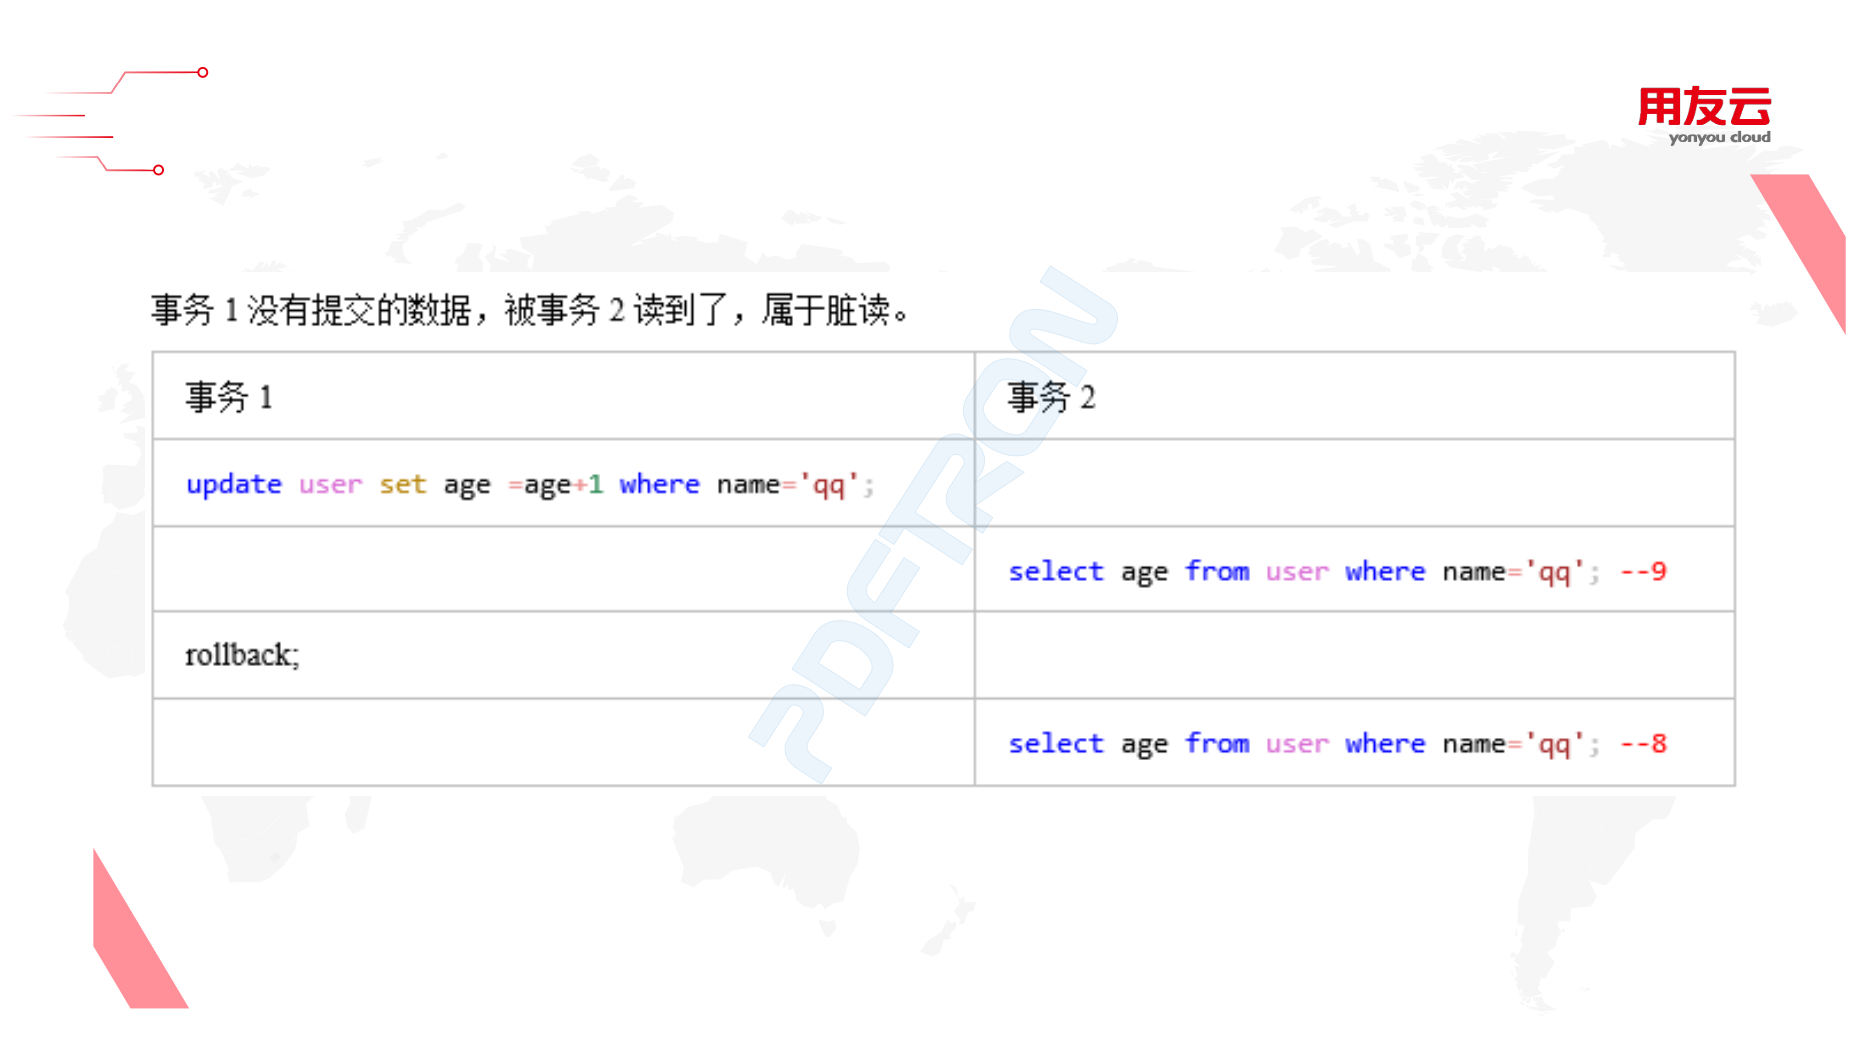 用友云
yonyou cloud
事务 1 没有提交的数据，被事务 2 读到了，属于脏读。
事务 1
事务 2
update user set age =age+1 where name='qq';
select age from user where name='qq'; --9
rollback;
select age from user where name='qq'; --8
PDFTRON